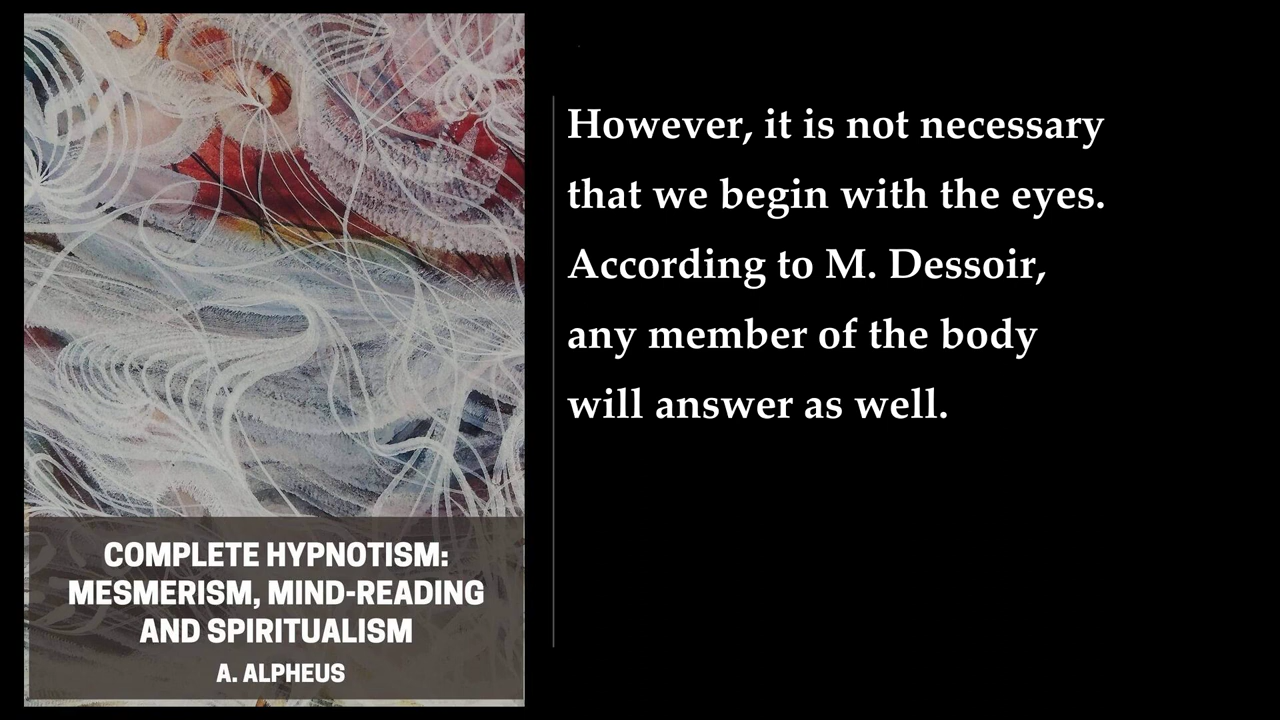 However, it is not necessary
that we begin with the eyes.
According to M. Dessoir,
any member of the body
will answer as well.
COMPLETE HYPNOTISM:
MESMERISM, MIND-READING
AND SPIRITUALISM
A. ALPHEUS